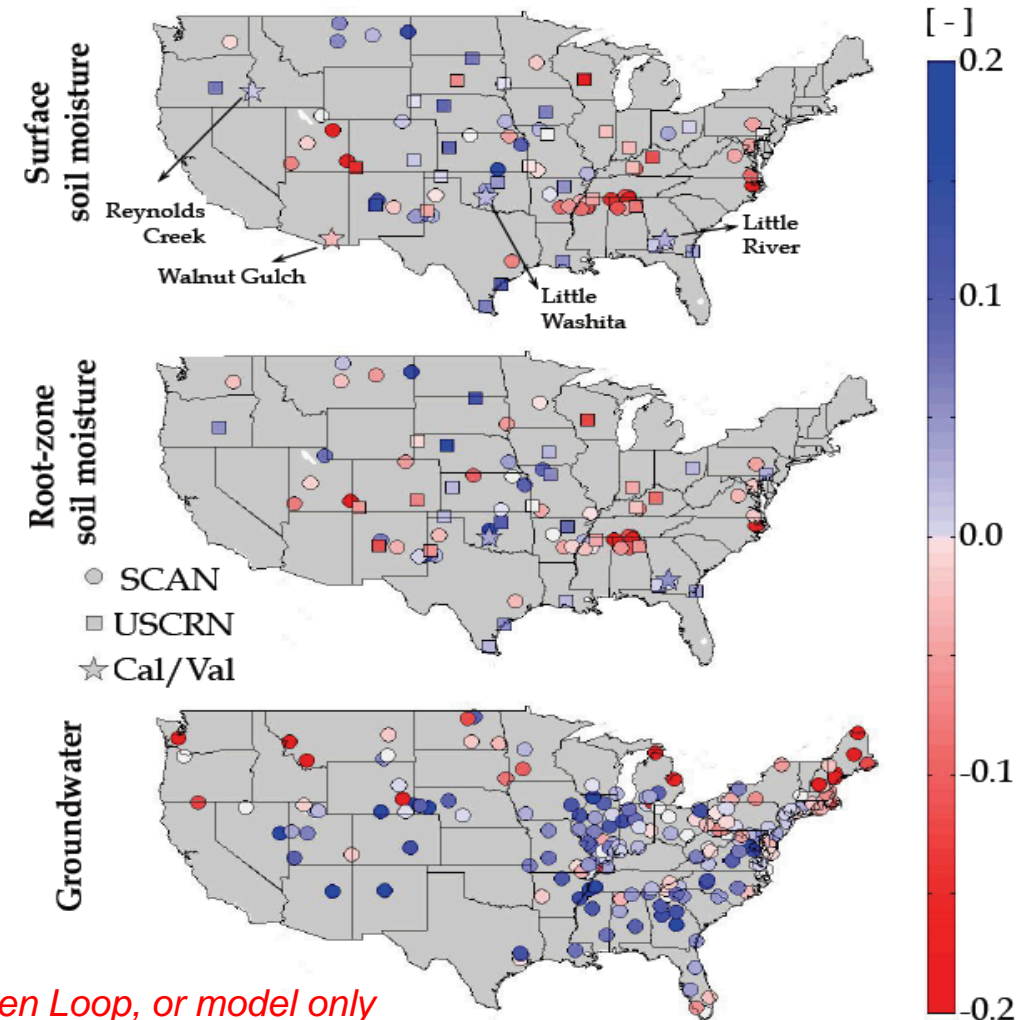 [ - ]
0.2
0.1
0.0
-0.1
-0.2
Surface
soil moisture
Reynolds
Creek
Walnut Gulch
Little
Washita
Little
River
Root-zone
soil moisture
SCAN
USCRN
Cal/Val
Groundwater
en Loop, or model only